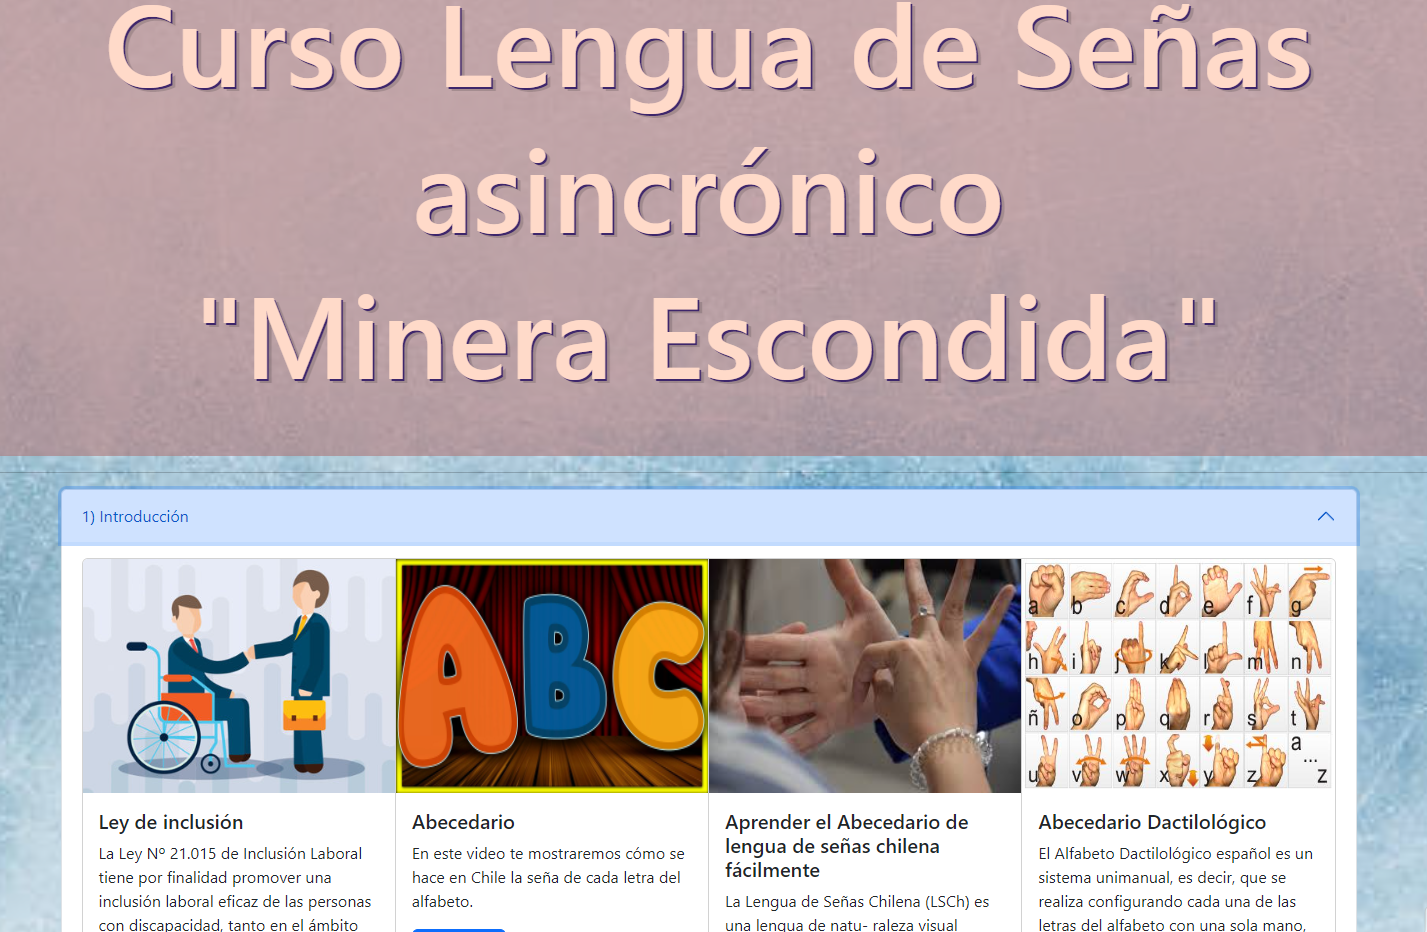 Curso Lengua de Señas
asincrónico
"Minera Escondida"
1) Introducción
A B C
a b c d e f g
h i j k l m n
ñ o p q r s t
u v w x y z a
...
z
Ley de inclusión
La Ley Nº 21.015 de Inclusión Laboral
tiene por finalidad promover una
inclusión laboral eficaz de las personas
con discapacidad, tanto en el ámbito
Abecedario
En este video te mostraremos cómo se
hace en Chile la seña de cada letra del
alfabeto.
Aprender el Abecedario de
lengua de señas chilena
fácilmente
La Lengua de Señas Chilena (LSCh) es
una lengua de natu- raleza visual
Abecedario Dactilológico
El Alfabeto Dactilológico español es un
sistema unimanual, es decir, que se
realiza configurando cada una de las
letras del alfabeto con una sola mano,